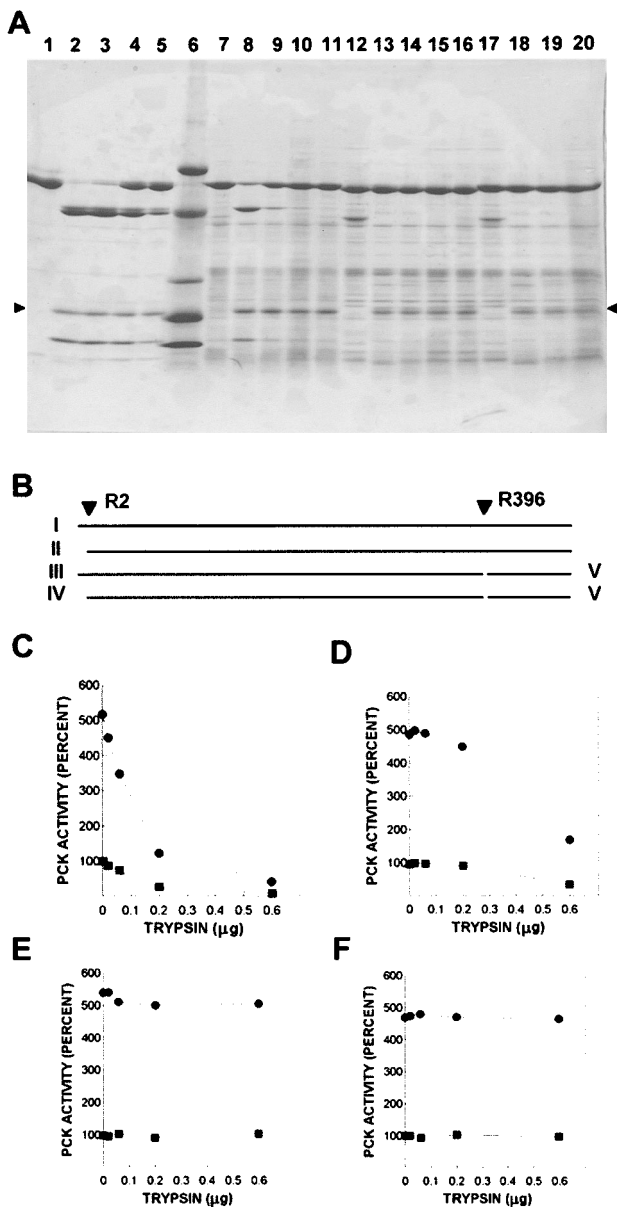 A
1 2 3 4 5 6 7 8 9 10 11 12 13 14 15 16 17 18 19 20
B
R2 R396
I
II
III V
IV V
C
PCK ACTIVITY (PERCENT)
600
500
400
300
200
100
0 0.1 0.2 0.3 0.4 0.5 0.6
TRYPSIN (μg)
D
PCK ACTIVITY (PERCENT)
600
500
400
300
200
100
0 0.1 0.2 0.3 0.4 0.5 0.6
TRYPSIN (μg)
E
PCK ACTIVITY (PERCENT)
600
500
400
300
200
100
0 0.1 0.2 0.3 0.4 0.5 0.6
TRYPSIN (μg)
F
PCK ACTIVITY (PERCENT)
600
500
400
300
200
100
0 0.1 0.2 0.3 0.4 0.5 0.6
TRYPSIN (μg)